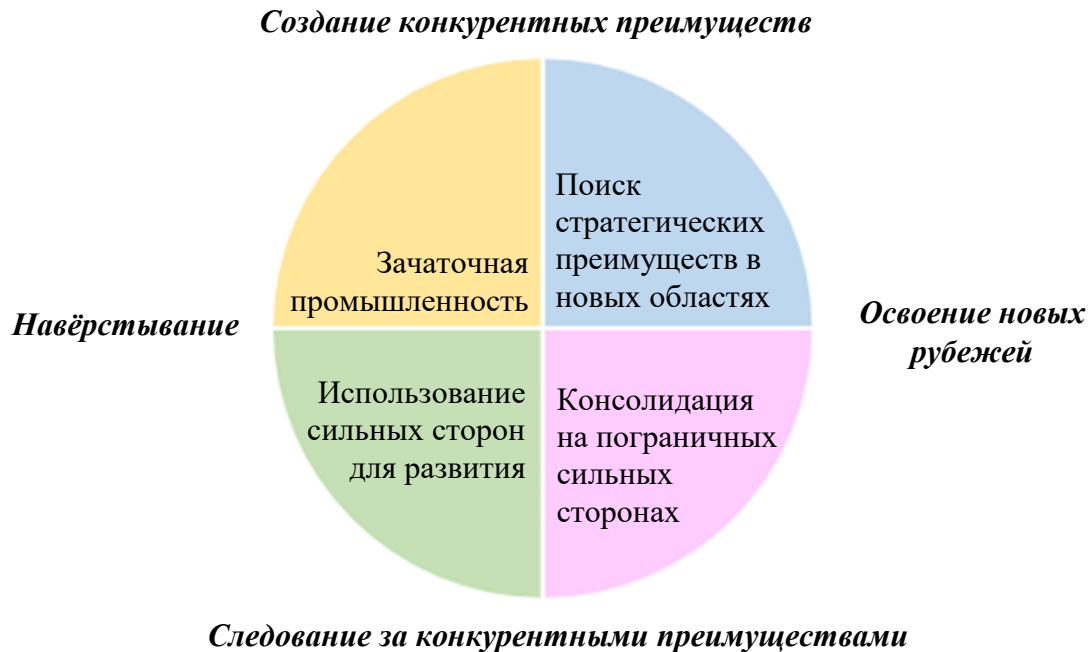 Создание конкурентных преимуществ
Зачаточная
промышленность
Поиск
стратегических
преимуществ в
новых областях
Навёрстывание
Освоение новых
рубежей
Использование
сильных сторон
для развития
Консолидация
на пограничных
сильных
сторонах
Следование за конкурентными преимуществами